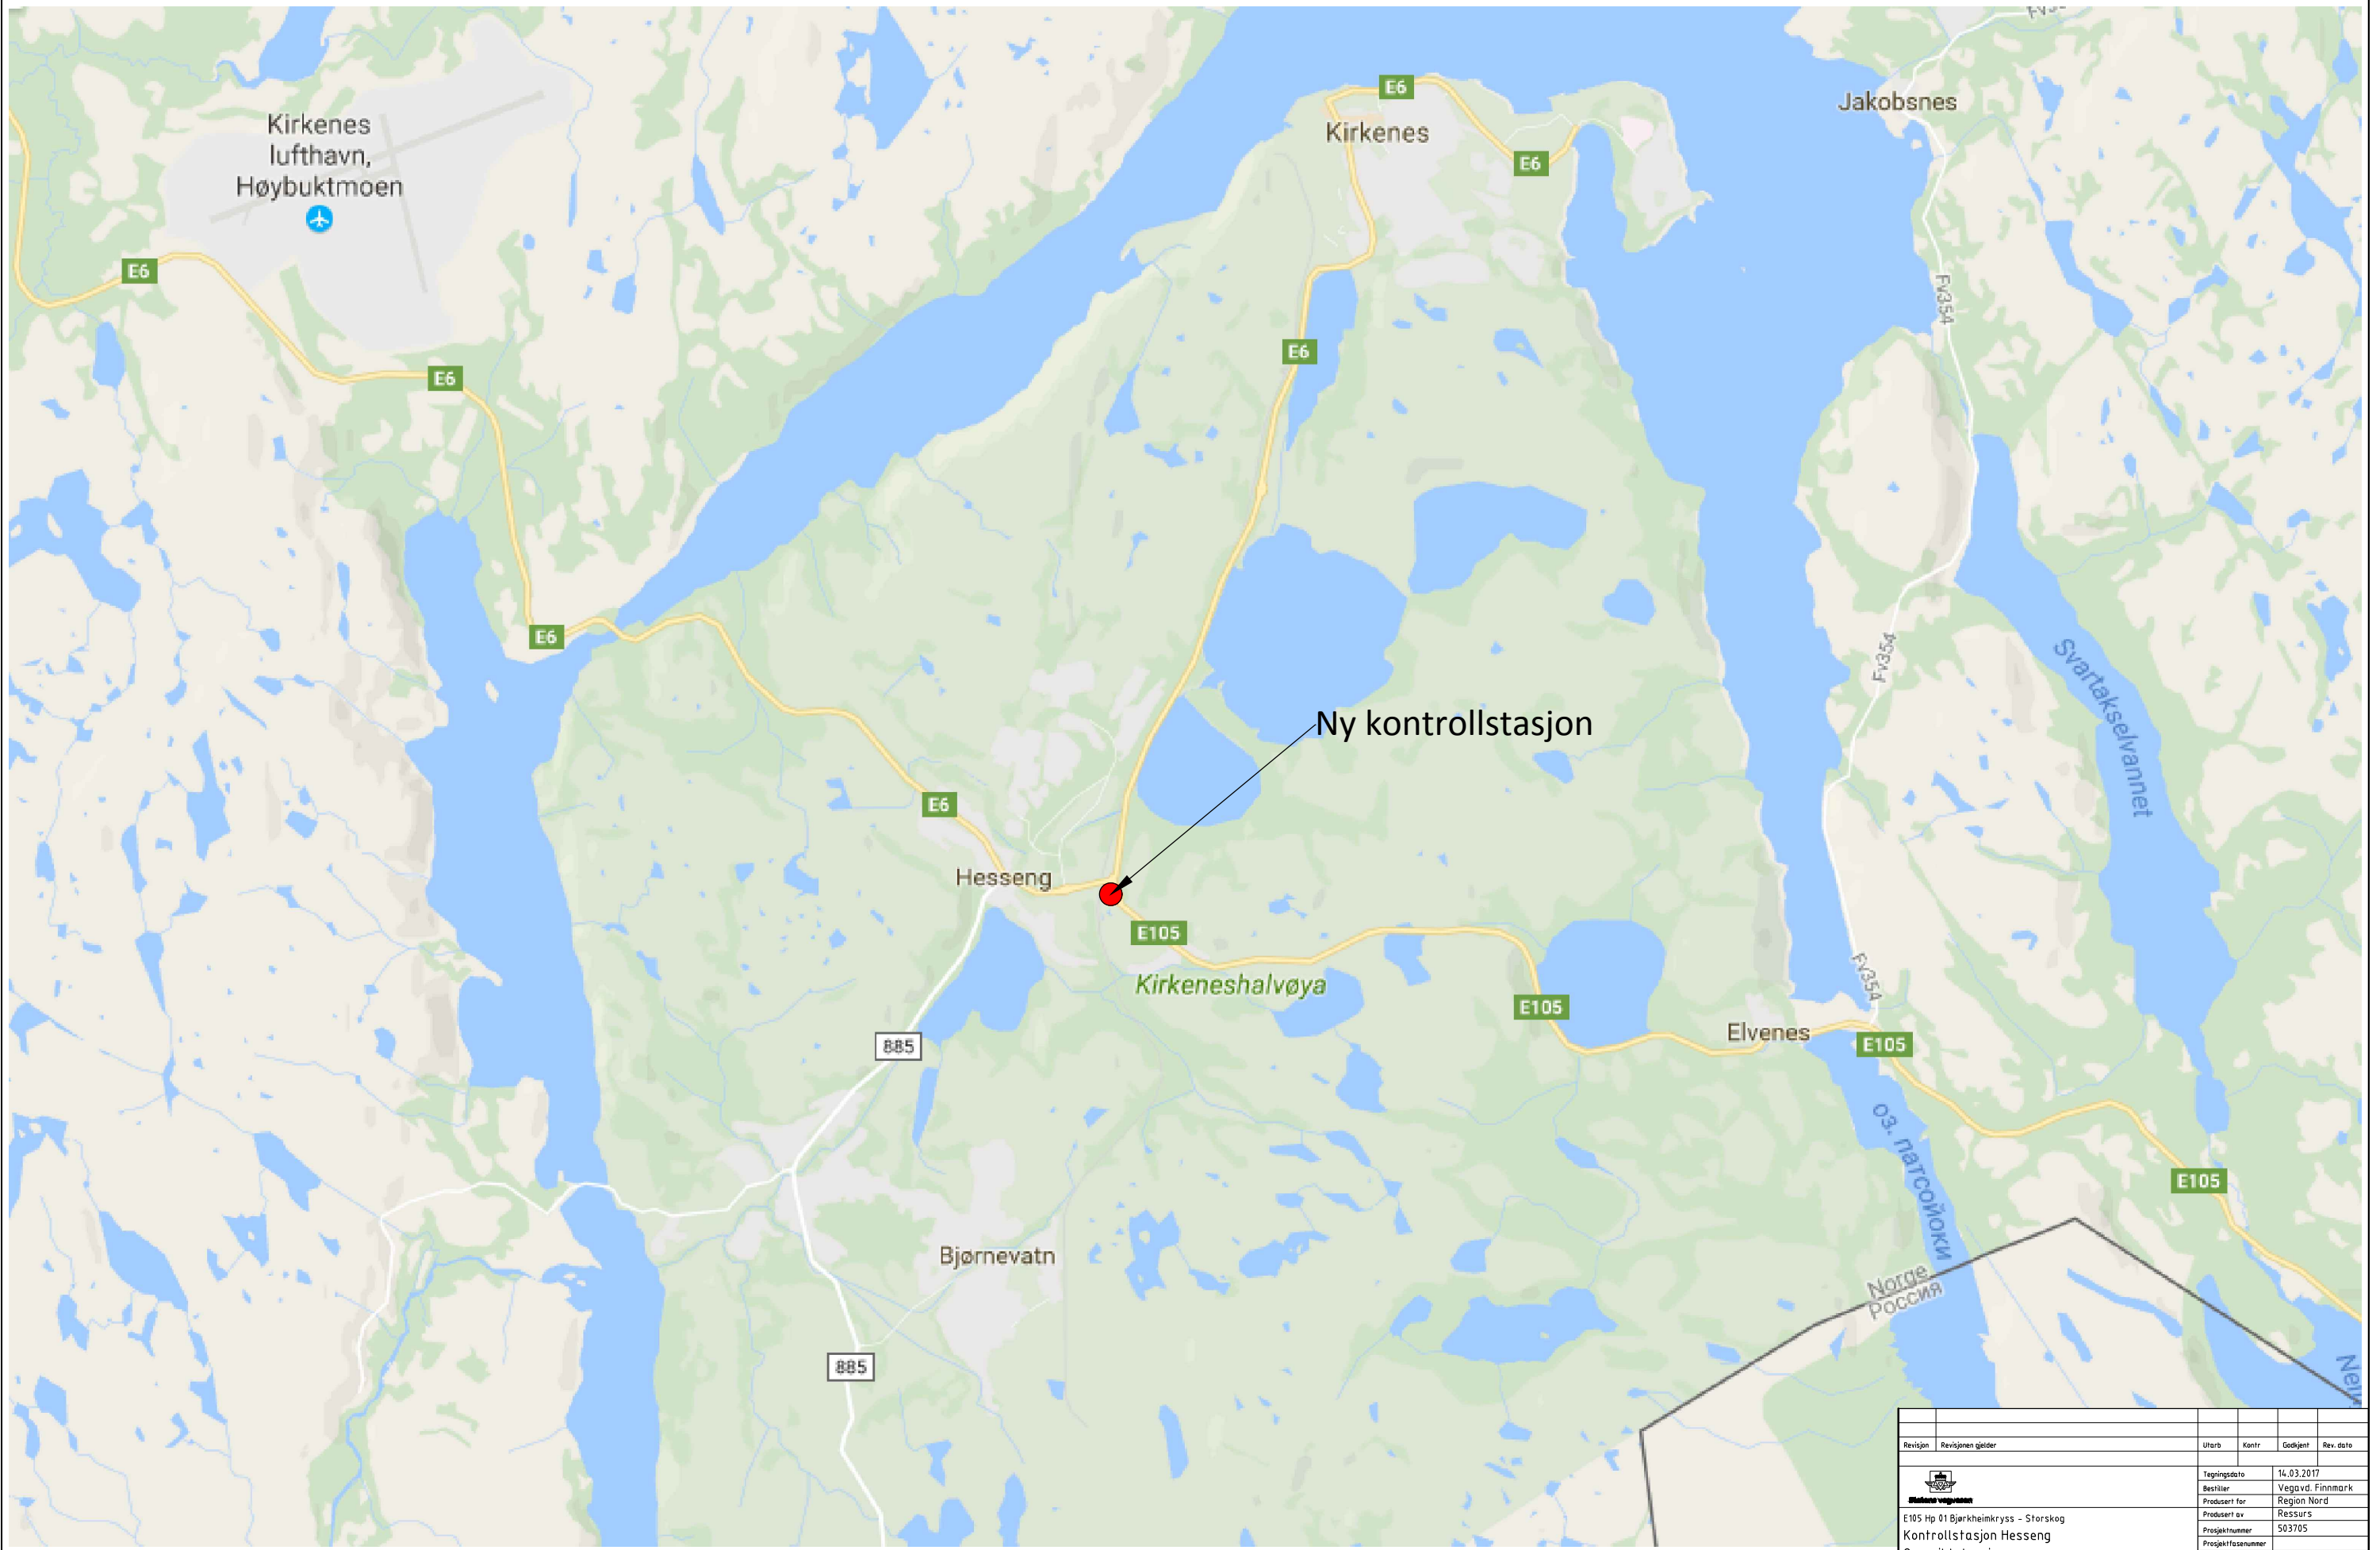 Kirkenes
lufthavn,
Høybuktmoen
E6
Kirkenes
E6
Jakobsnes
E6
E6
Fv354
E6
E6
Fv354
Svartakselvannet
E6
Ny kontrollstasjon
E6
Hesseng
E105
Kirkeneshalvøya
Fv354
E105
Elvenes
E105
885
оз. патсойоки
E105
Bjørnevatn
Norge
Россия
885
Revisjon
Revisjonen gjelder
Utarb
Kontr
Godkjent
Rev. dato
Statens vegvesen
Tegningsdato 14.03.2017
Bestiller Vegavd. Finnmark
Produsert for Region Nord
Produsert av Ressurs
Prosjektnummer 503705
Prosjektfasenummer
E105 Hp 01 Bjørkheimkryss - Storskog
Kontrollstasjon Hesseng